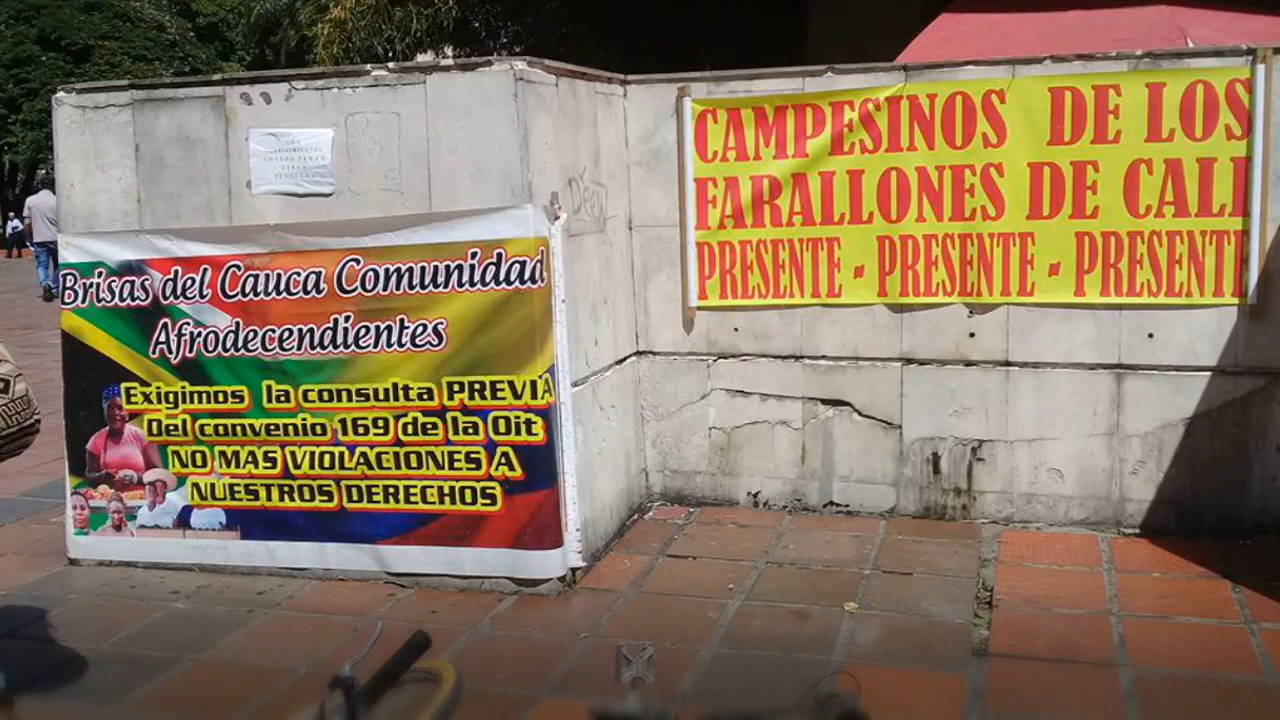 Brisas del Cauca Comunidad
Afrodecendientes
Exigimos la consulta PREVIA
Del convenio 169 de la Oit
NO MAS VIOLACIONES A
NUESTROS DERECHOS
CAMPESINOS DE LOS
FARALLONES DE CALI
PRESENTE - PRESENTE - PRESENTE